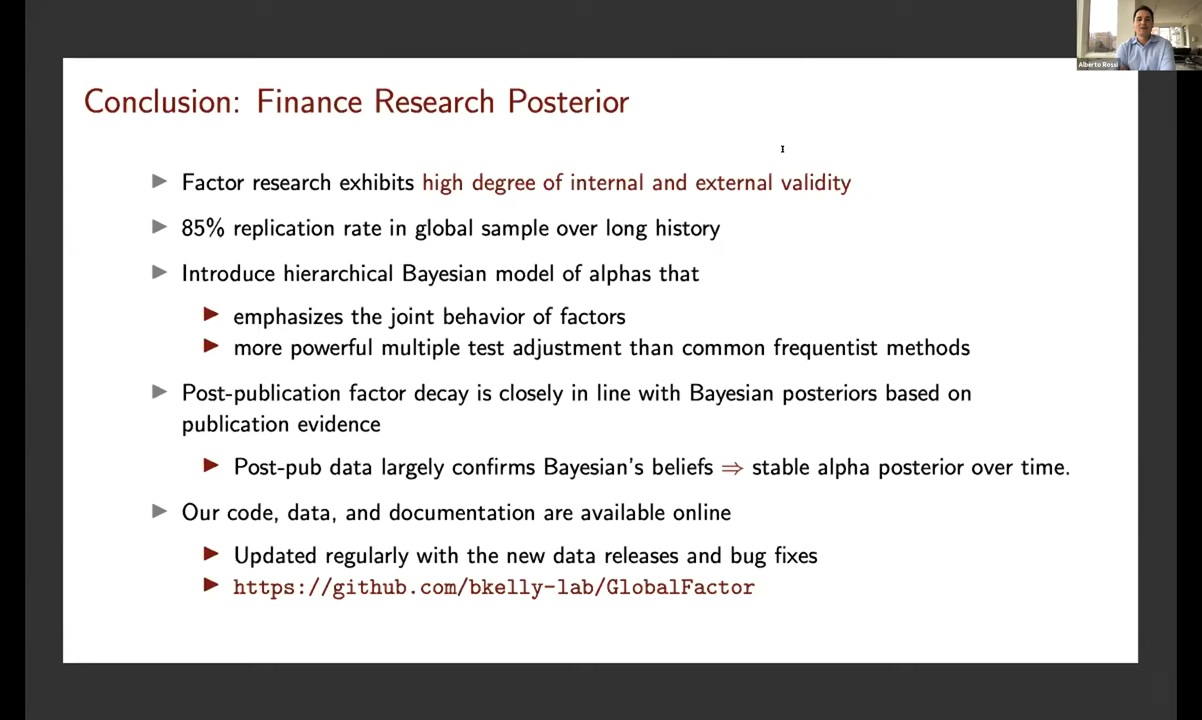 Alberto Rossi
Conclusion: Finance Research Posterior
Factor research exhibits high degree of internal and external validity
85% replication rate in global sample over long history
Introduce hierarchical Bayesian model of alphas that
emphasizes the joint behavior of factors
more powerful multiple test adjustment than common frequentist methods
Post-publication factor decay is closely in line with Bayesian posteriors based on
publication evidence
Post-pub data largely confirms Bayesian's beliefs ⇒ stable alpha posterior over time.
Our code, data, and documentation are available online
Updated regularly with the new data releases and bug fixes
https://github.com/bkelly-lab/GlobalFactor